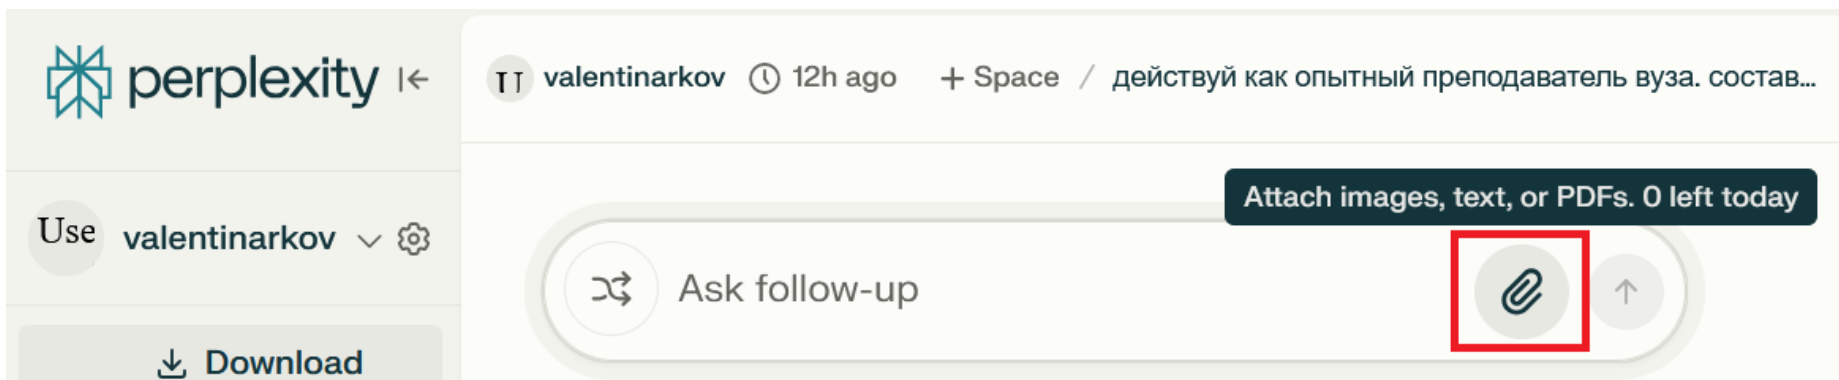 perplexity
valentinarkov 12h ago + Space / действуй как опытный преподаватель вуза. состав...
Attach images, text, or PDFs. 0 left today
Use valentinarkov
Ask follow-up
Download